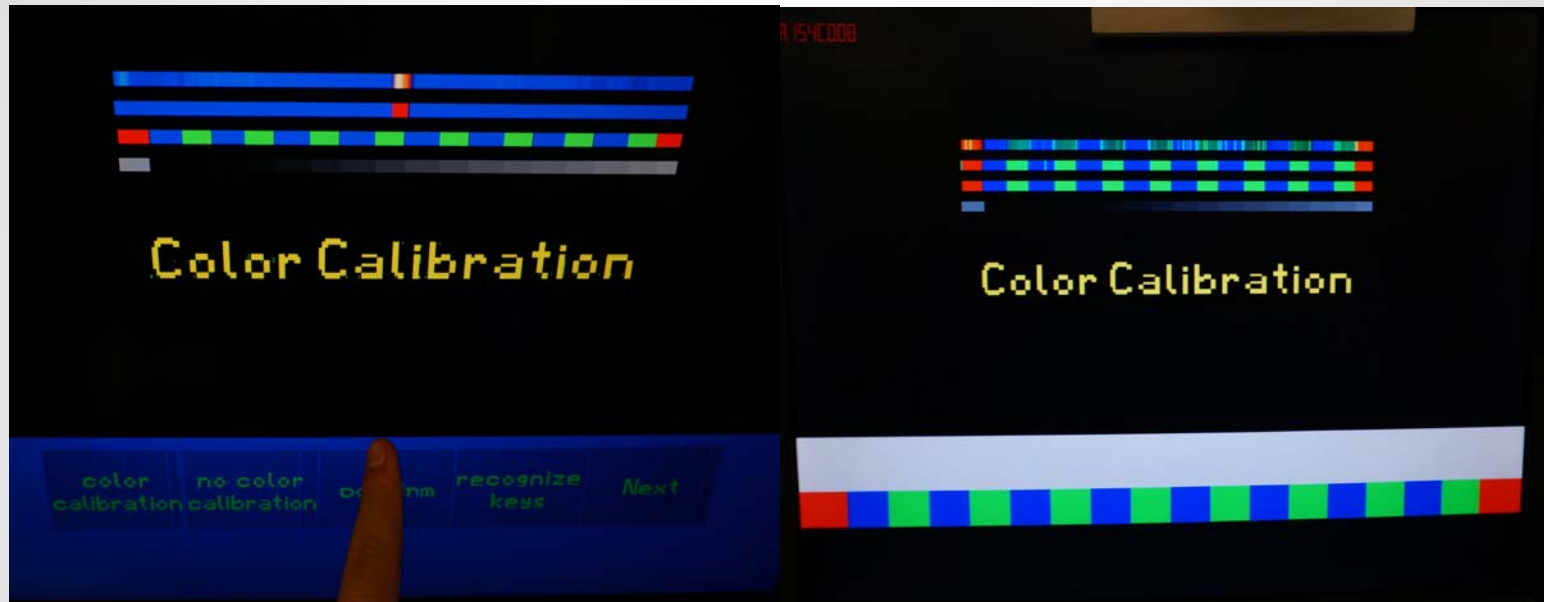 Color Calibration
color
calibration
no color
calibration
recognize
keys
Next
Color Calibration